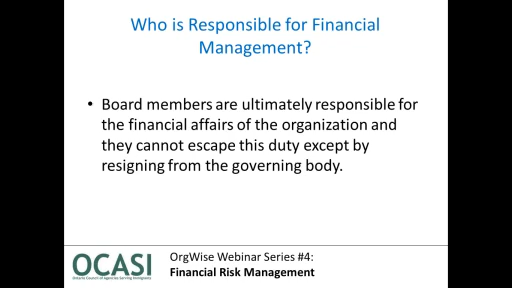 Who is Responsible for Financial
Management?
• Board members are ultimately responsible for
the financial affairs of the organization and
they cannot escape this duty except by
resigning from the governing body.
OCASI
Ontario Council of Agencies Serving Immigrants
OrgWise Webinar Series #4:
Financial Risk Management